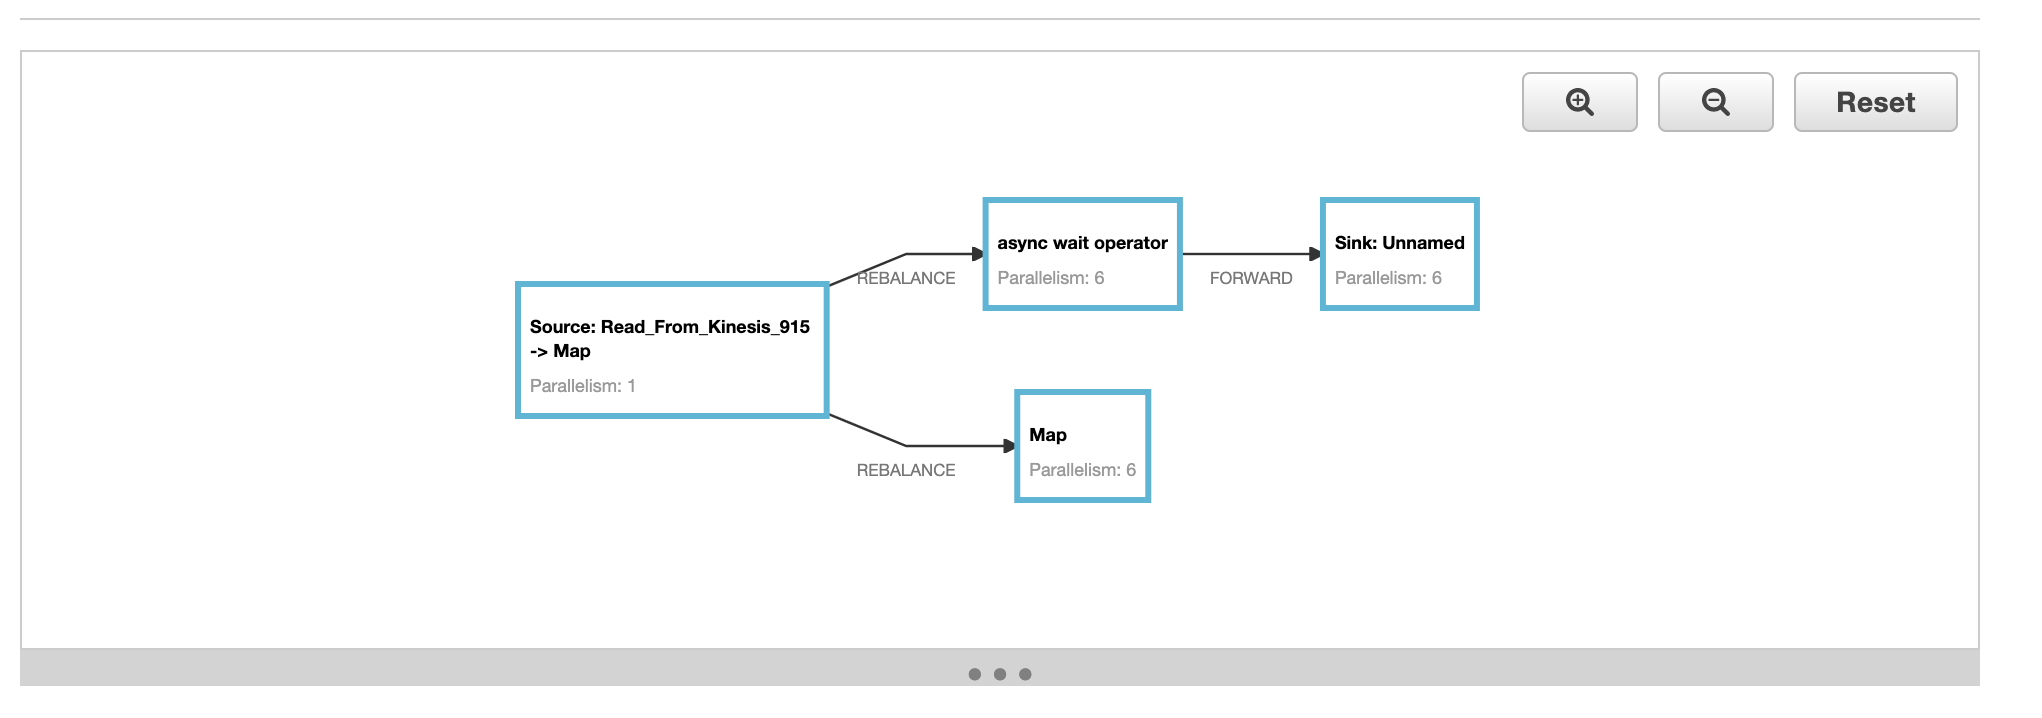 Reset
async wait operator
Parallelism: 6
REBALANCE
FORWARD
Sink: Unnamed
Parallelism: 6
Source: Read_From_Kinesis_915
-> Map
Parallelism: 1
REBALANCE
Map
Parallelism: 6